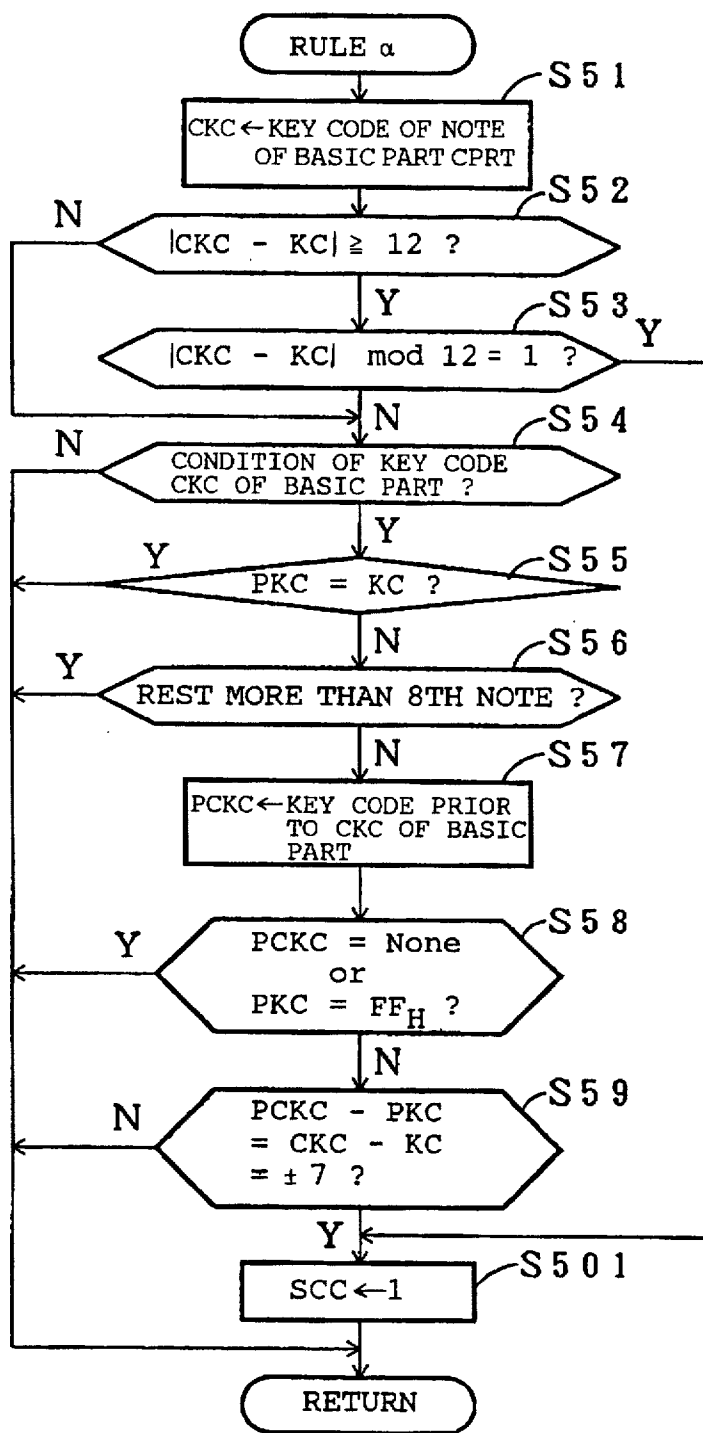 RULE α
S51
CKC←KEY CODE OF NOTE
OF BASIC PART CPRT
S52
N
|CKC - KC| ≧ 12 ?
Y
S53
Y
|CKC - KC| mod 12 = 1 ?
N
S54
N
CONDITION OF KEY CODE
CKC OF BASIC PART ?
Y
S55
Y
PKC = KC ?
N
S56
Y
REST MORE THAN 8TH NOTE ?
N
S57
PCKC←KEY CODE PRIOR
TO CKC OF BASIC
PART
S58
Y
PCKC = None
or
PKC = FFH ?
N
S59
N
PCKC - PKC
= CKC - KC
= ±7 ?
Y
S501
SCC←1
RETURN